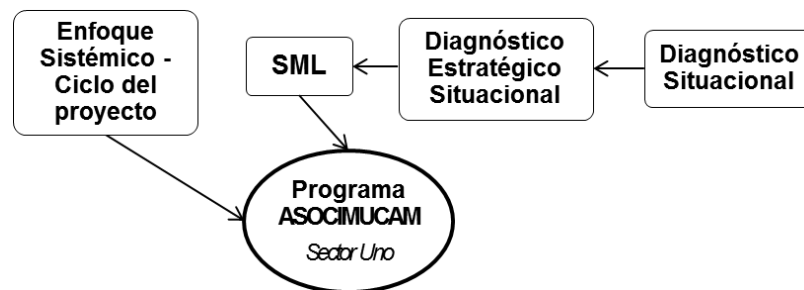 Enfoque
Sistémico -
Ciclo del
proyecto
SML
Diagnóstico
Estratégico
Situacional
Diagnóstico
Situacional
Programa
ASOCIMUCAM
Sector Uno